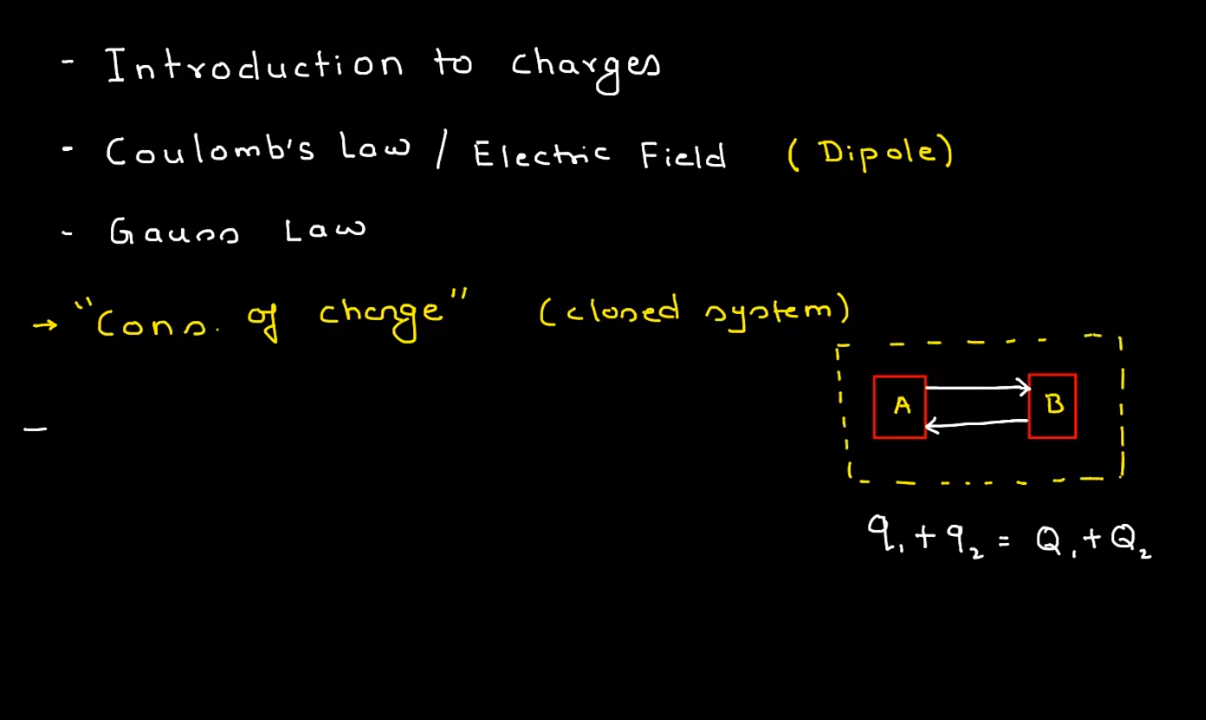 - Introduction to charges
- Coulomb's Law / Electric Field (Dipole)
- Gauss Law
→ "Cons. of charge" (closed system)
A B
-
q₁ + q₂ = Q₁ + Q₂